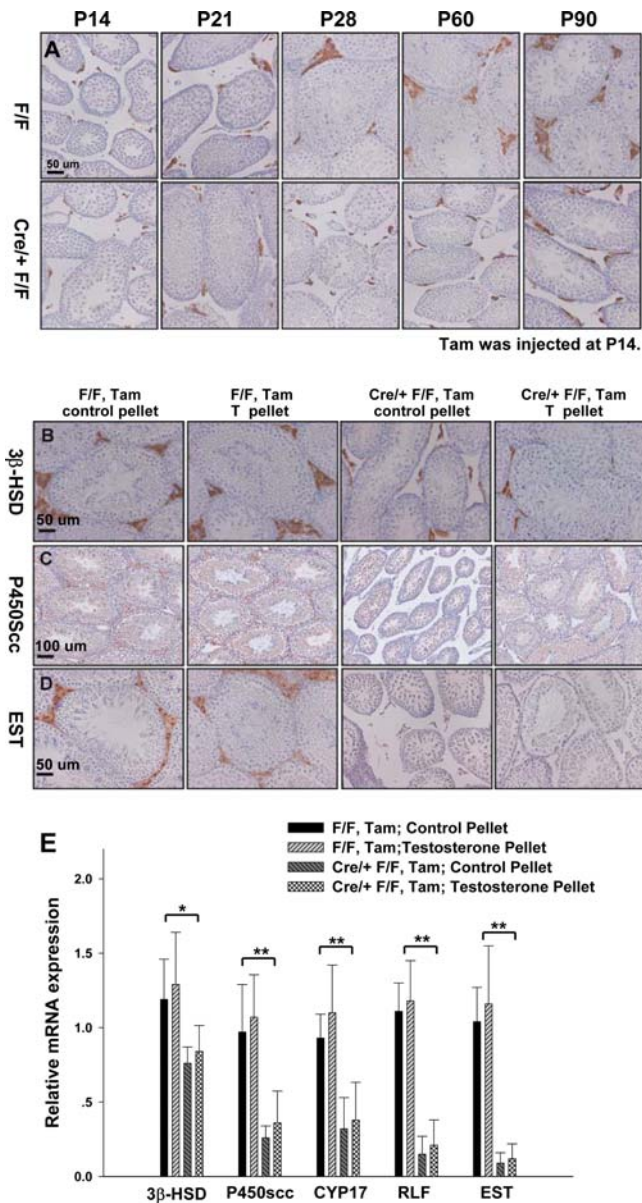 P14 P21 P28 P60 P90
A
F/F
50 um
Cre/+ F/F
Tam was injected at P14.
F/F, Tam F/F, Tam Cre/+ F/F, Tam Cre/+ F/F, Tam
control pellet T pellet control pellet T pellet
B
3β-HSD
50 um
C
P450Scc
100 um
D
EST
50 um
E
F/F, Tam; Control Pellet
F/F, Tam;Testosterone Pellet
Cre/+ F/F, Tam; Control Pellet
Cre/+ F/F, Tam; Testosterone Pellet
Relative mRNA expression
2.0
1.5
1.0
.5
0.0
* ** ** ** **
3β-HSD P450scc CYP17 RLF EST